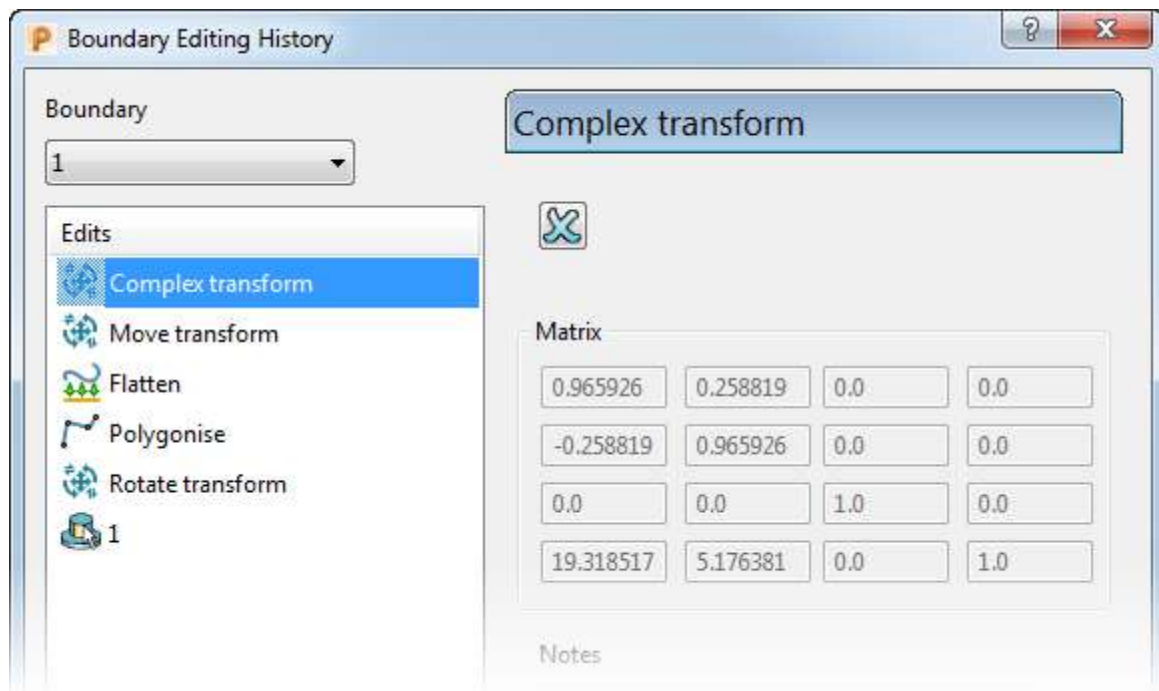 Boundary Editing History
Boundary
1
Edits
Complex transform
Move transform
Flatten
Polygonise
Rotate transform
1
Complex transform
Matrix
0.965926 0.258819 0.0 0.0
-0.258819 0.965926 0.0 0.0
0.0 0.0 1.0 0.0
19.318517 5.176381 0.0 1.0
Notes